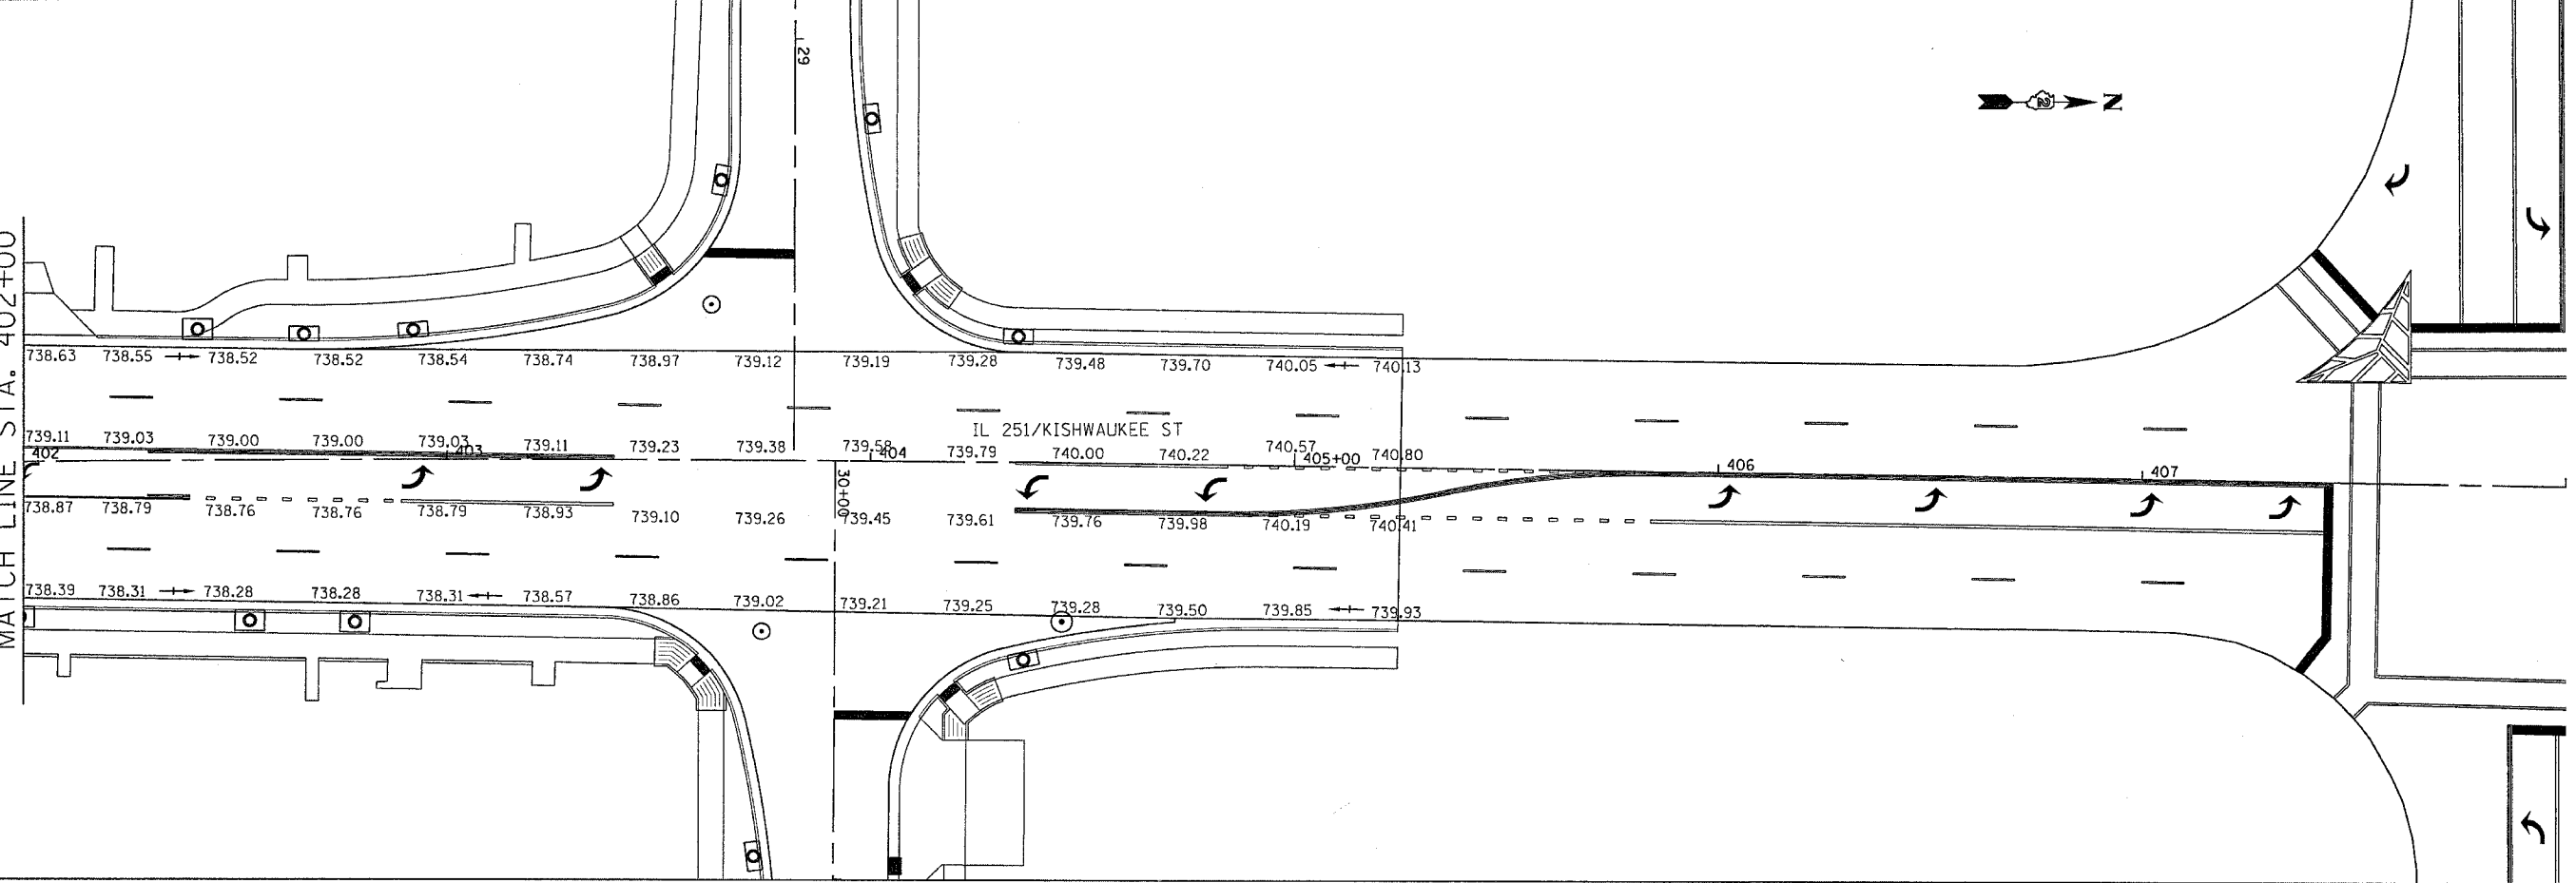 29
N
MATCH LINE STA. 402+00
738.63 738.55 738.52 738.52 738.54 738.74 738.97 739.12 739.19 739.28 739.48 739.70 740.05 740.13
IL 251/KISHWAUKEE ST
739.11 739.03 739.00 739.00 739.03 739.11 739.23 739.38 739.58 739.79 740.00 740.22 740.57 740.80
402 403 404 405+00 406 407
30+00
738.87 738.79 738.76 738.76 738.79 738.93 739.10 739.26 739.45 739.61 739.76 739.98 740.19 740.41
738.39 738.31 738.28 738.28 738.31 738.57 738.86 739.02 739.21 739.25 739.28 739.50 739.85 739.93